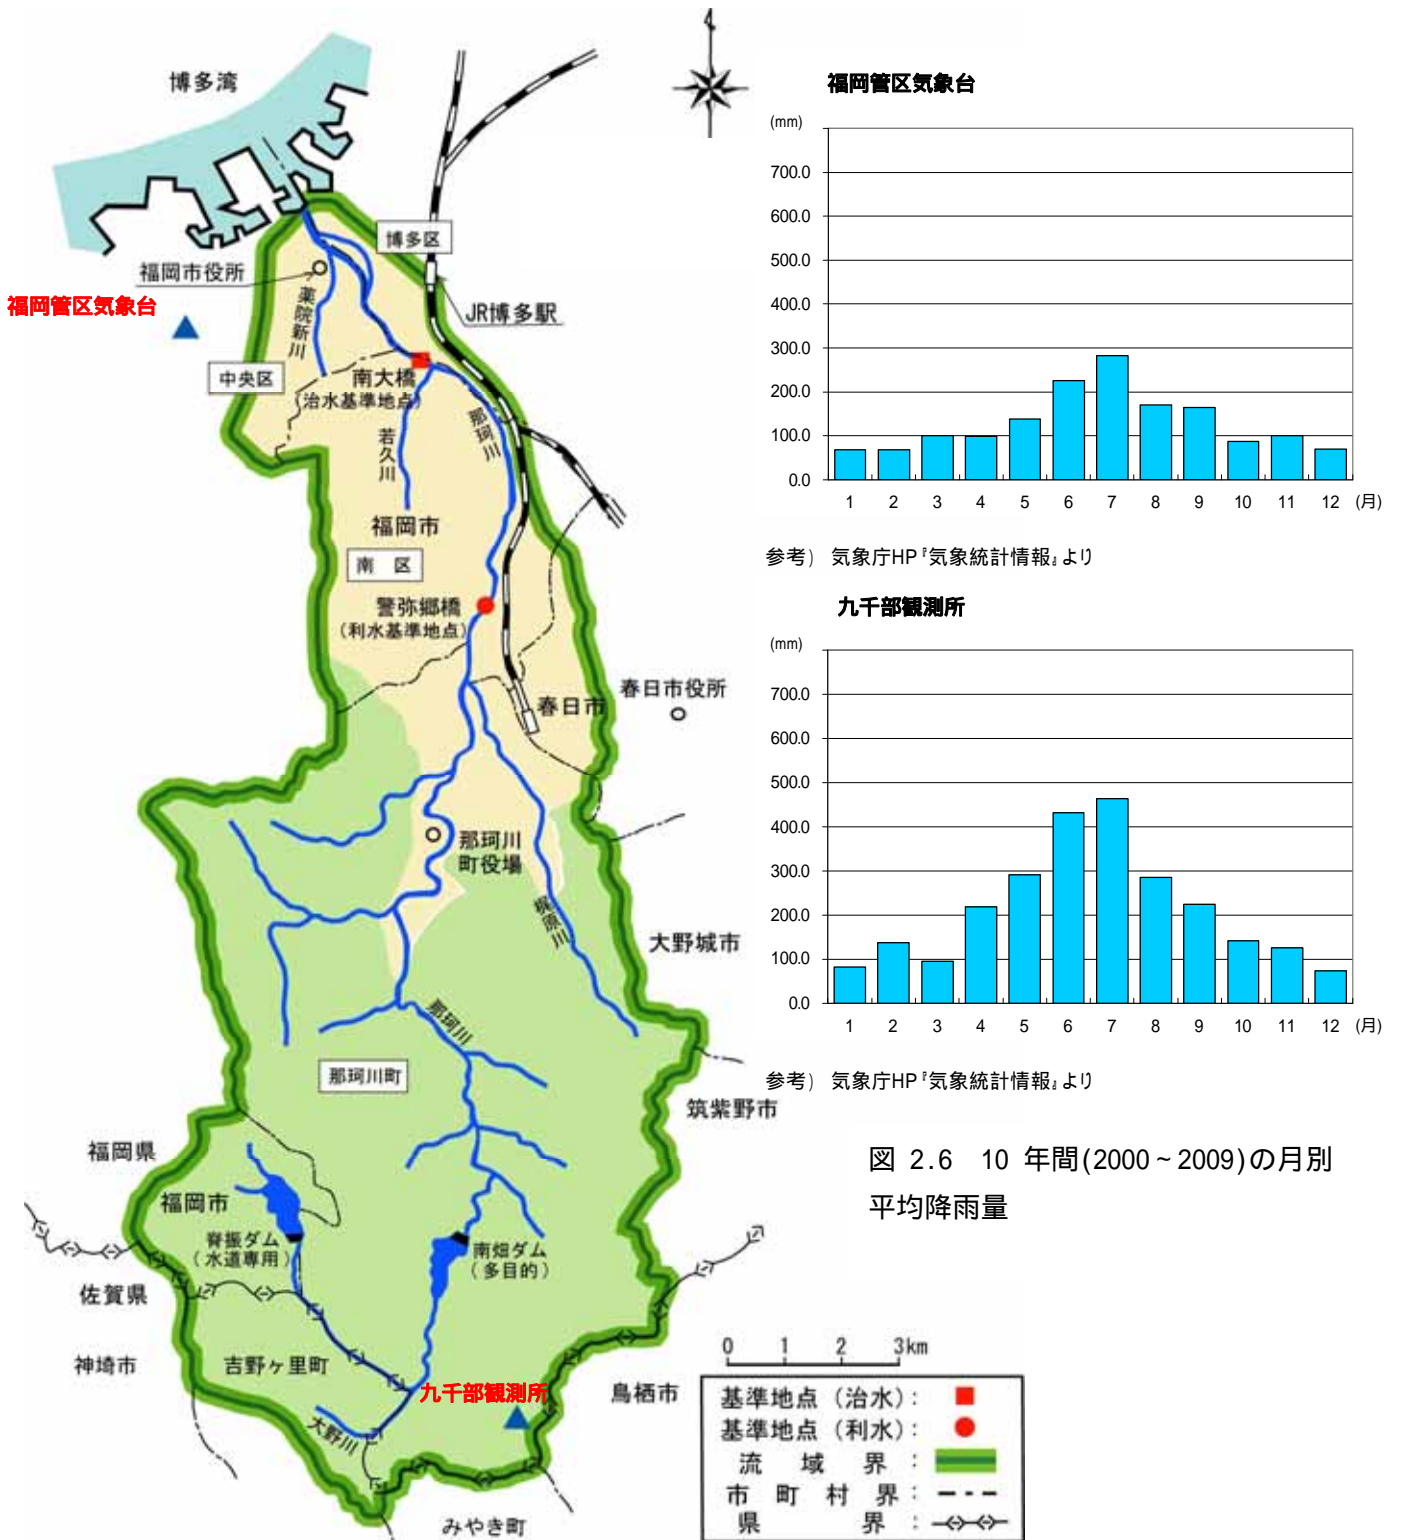 博多湾
博多区
福岡市役所
福岡管区気象台
薬院新川
JR博多駅
中央区
南大橋
(治水基準地点)
那珂川
若久川
福岡市
南 区
警弥郷橋
(利水基準地点)
春日市
春日市役所
那珂川
町役場
梶原川
大野城市
那珂川
那珂川町
筑紫野市
福岡県
福岡市
脊振ダム
(水道専用)
南畑ダム
(多目的)
佐賀県
神埼市
吉野ヶ里町
九千部観測所
鳥栖市
大野川
みやき町
0 1 2 3km
基準地点(治水):
基準地点(利水):
流域界:
市町村界:
県界:
福岡管区気象台
(mm)
700.0
600.0
500.0
400.0
300.0
200.0
100.0
0.0
1 2 3 4 5 6 7 8 9 10 11 12 (月)
参考) 気象庁HP『気象統計情報』より
九千部観測所
(mm)
700.0
600.0
500.0
400.0
300.0
200.0
100.0
0.0
1 2 3 4 5 6 7 8 9 10 11 12 (月)
参考) 気象庁HP『気象統計情報』より
図 2.6 10 年間(2000~2009)の月別
平均降雨量